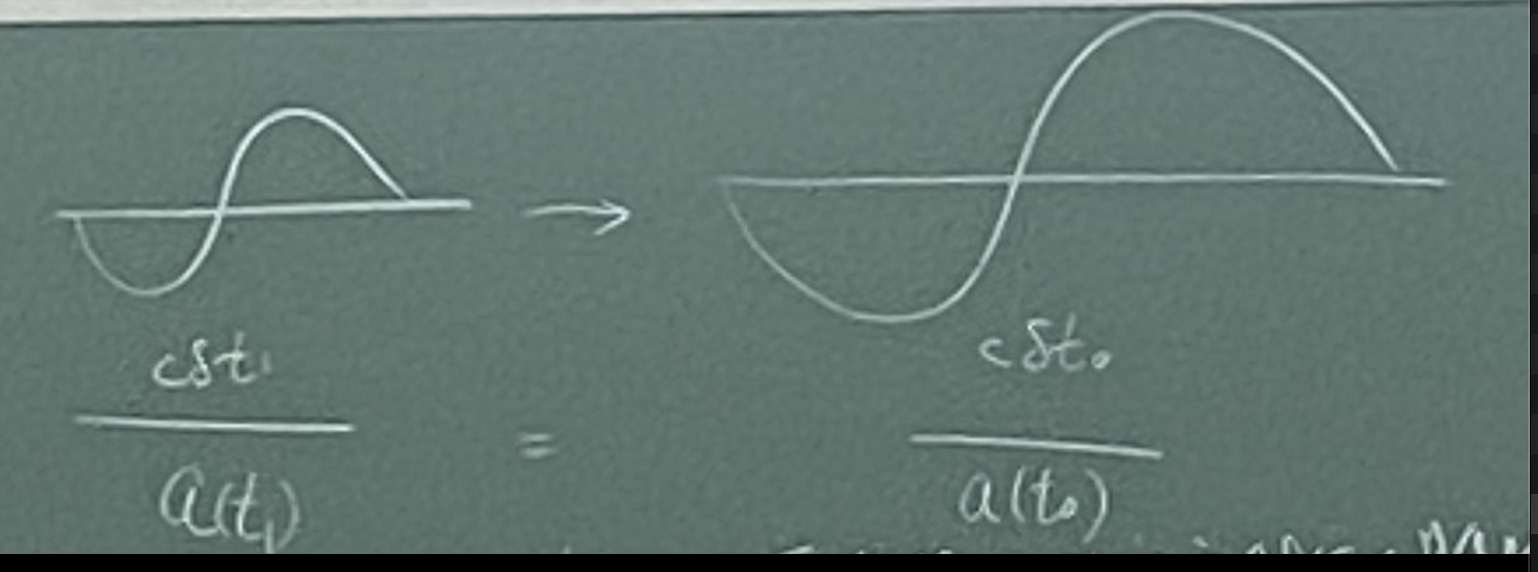 cδt₁ / a(t₁) = cδt₀ / a(t₀)